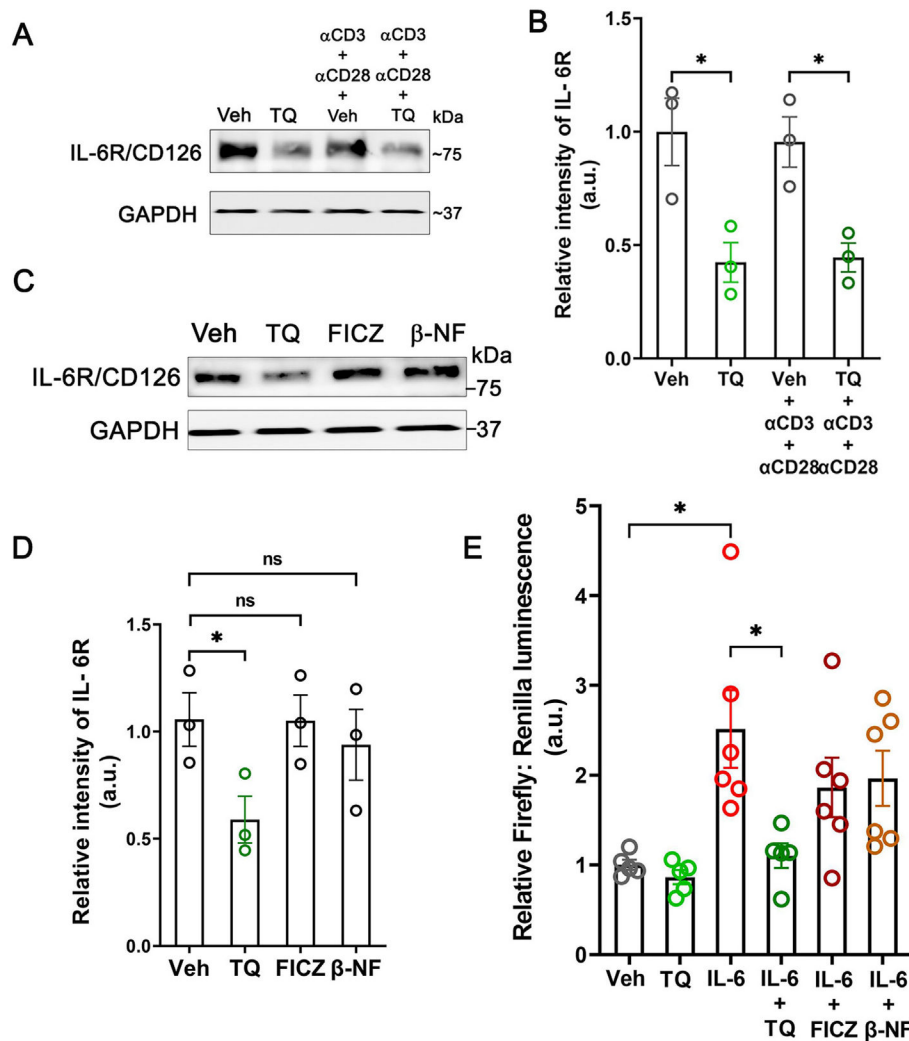 A
αCD3 αCD3
+ +
αCD28 αCD28
+ +
Veh TQ Veh TQ kDa
IL-6R/CD126 ~75
GAPDH ~37
B
Relative intensity of IL- 6R
(a.u.)
1.5
1.0
0.5
0.0
* *
Veh TQ Veh TQ
+ +
αCD3 αCD3
+ +
αCD28 αCD28
C
Veh TQ FICZ β-NF
kDa
IL-6R/CD126
75
GAPDH 37
D
Relative intensity of IL- 6R
(a.u.)
1.5
1.0
0.5
0.0
ns
ns
*
Veh TQ FICZ β-NF
E
Relative Firefly: Renilla luminescence
(a.u.)
5
4
3
2
1
0
*
*
Veh TQ IL-6 IL-6 IL-6 IL-6
+ + +
TQ FICZ β-NF